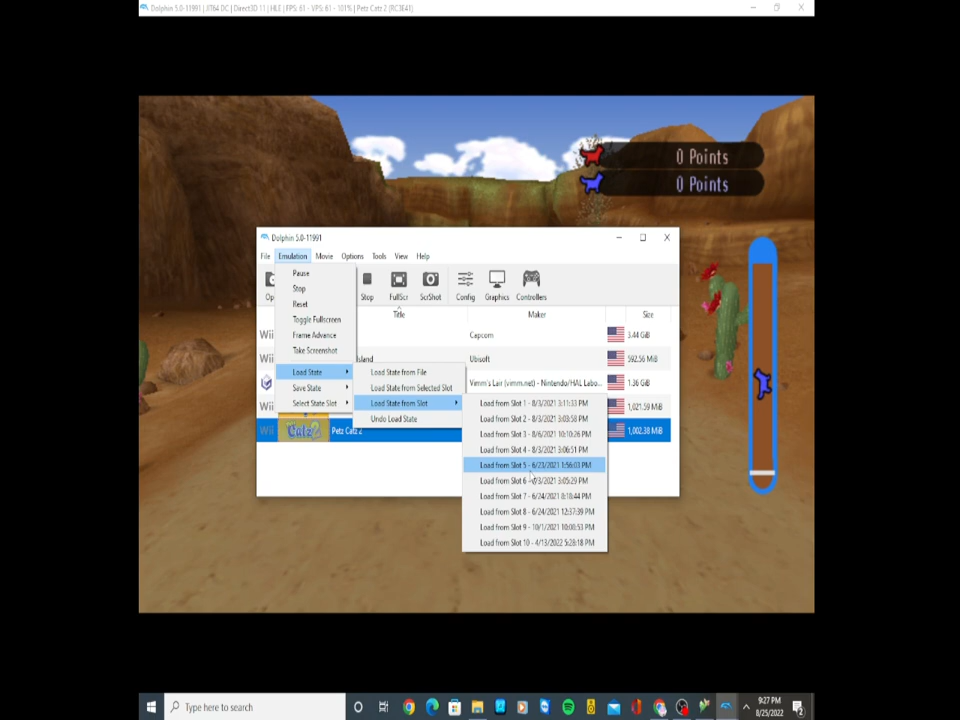 Dolphin 5.0-11991 | JIT64 DC | Direct3D 11 | HLE | FPS: 61 - VPS: 61 - 101% | Petz Catz 2 (RC3E41)
0 Points
0 Points
Dolphin 5.0-11991
File Emulation Movie Options Tools View Help
Pause
Stop
Reset
Toggle Fullscreen
Frame Advance
Take Screenshot
Load State
Save State
Select State Slot
Op Stop FullScr ScrShot Config Graphics Controllers
Title Maker Size
Wii Capcom 3.44 GiB
Wii Island Ubisoft 592.56 MiB
Vimm's Lair (vimm.net) - Nintendo/HAL Labo... 1.36 GiB
Wii 1,021.59 MiB
Wii Catz 2 Petz Catz 2 1,002.38 MiB
Load State from File
Load State from Selected Slot
Load State from Slot
Undo Load State
Load from Slot 1 - 8/3/2021 3:11:33 PM
Load from Slot 2 - 8/3/2021 3:03:58 PM
Load from Slot 3 - 8/6/2021 10:10:26 PM
Load from Slot 4 - 8/3/2021 3:06:51 PM
Load from Slot 5 - 6/23/2021 1:56:03 PM
Load from Slot 6 - /3/2021 3:05:29 PM
Load from Slot 7 - 6/24/2021 8:18:44 PM
Load from Slot 8 - 6/24/2021 12:37:39 PM
Load from Slot 9 - 10/1/2021 10:08:53 PM
Load from Slot 10 - 4/13/2022 5:28:18 PM
Type here to search
9:27 PM
8/25/2022
2